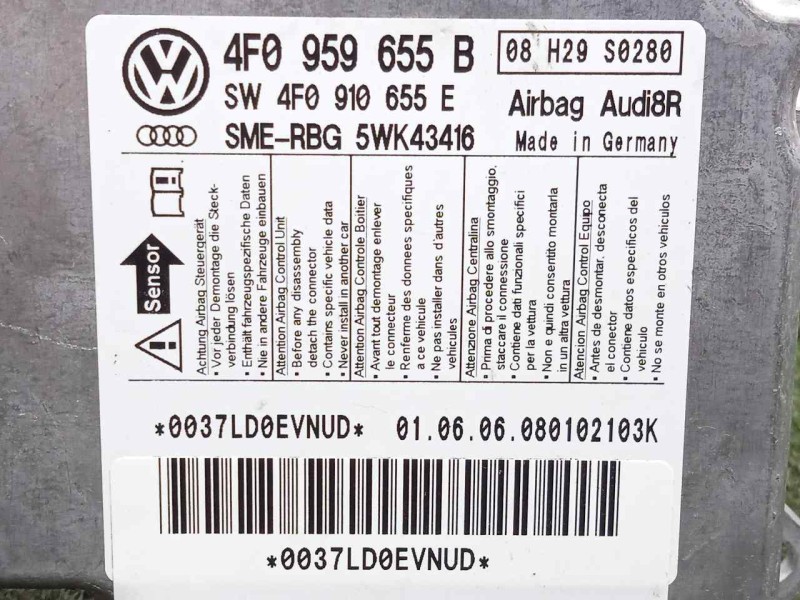 4F0 959 655 B
08 H29 S0280
SW 4F0 910 655 E
Airbag Audi8R
SME-RBG 5WK43416
Made in Germany
Sensor
Achtung Airbag Steuergerät
• Vor jeder Demontage die Steck-
verbindung lösen
• Enthält fahrzeugspezifische Daten
• Nie in andere Fahrzeuge einbauen
Attention Airbag Control Unit
• Before any disassembly
detach the connector
• Contains specific vehicle data
• Never install in another car
Attention Airbag Controle Boitier
• Avant tout demontage enlever
le connecteur
• Renferme des données spécifiques
a ce véhicule
• Ne pas installer dans d'autres
véhicules
Attenzione Airbag Centralina
• Prima di procedere allo smontaggio,
staccare il connessione
• Contiene dati funzionali specifici
per la vettura
• Non e quindi consentito montarla
in un altra vettura
Atencion Airbag Control Equipo
• Antes de desmontar, desconecta
el conector
• Contiene datos especificos del
vehiculo
• No se monte en otros vehiculos
*0037LD0EVNUD*
01.06.06.080102103K
*0037LD0EVNUD*